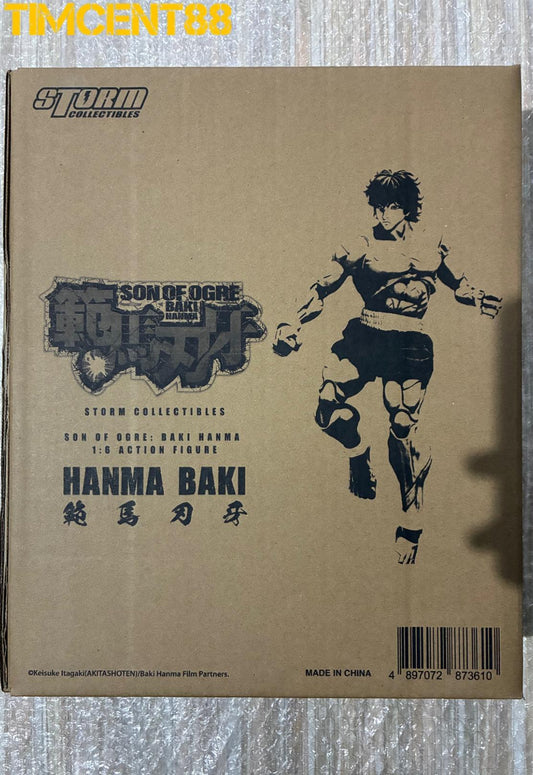 TIMCENT88
STORM
COLLECTIBLES
SON OF OGRE
BAKI
HANMA
範馬刃牙
STORM COLLECTIBLES
SON OF OGRE: BAKI HANMA
1:6 ACTION FIGURE
HANMA BAKI
範馬刃牙
©Keisuke Itagaki(AKITASHOTEN)/Baki Hanma Film Partners.
MADE IN CHINA
4 897072 873610